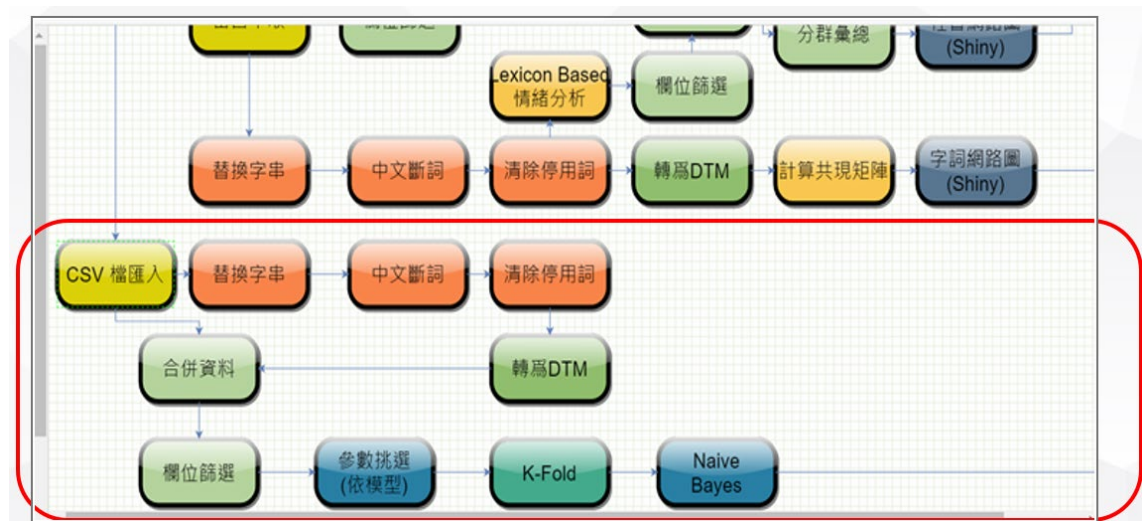 分群彙總
(Shiny)
Lexicon Based
情緒分析
欄位篩選
替換字串
中文斷詞
清除停用詞
轉爲DTM
計算共現矩陣
字詞網路圖
(Shiny)
CSV 檔匯入
替換字串
中文斷詞
清除停用詞
合併資料
轉爲DTM
欄位篩選
參數挑選
(依模型)
K-Fold
Naive
Bayes